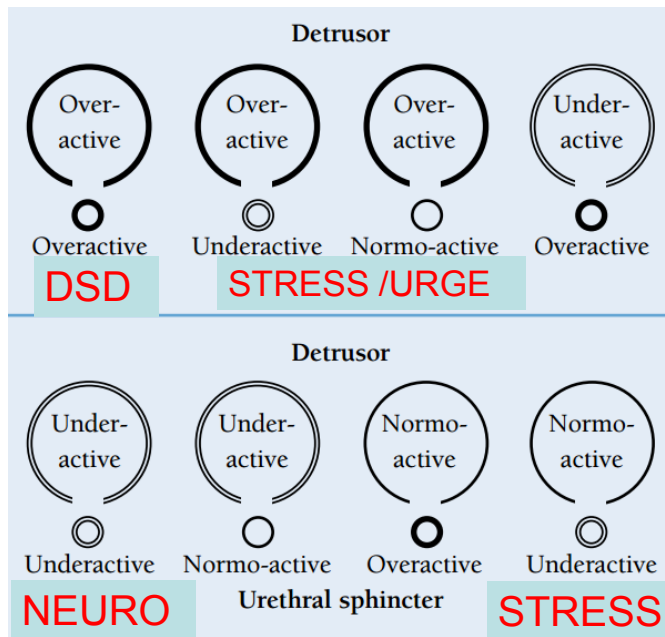 Detrusor
Over-
active
Over-
active
Over-
active
Under-
active
Overactive
Underactive
Normo-active
Overactive
DSD
STRESS /URGE
Detrusor
Under-
active
Under-
active
Normo-
active
Normo-
active
Underactive
Normo-active
Overactive
Underactive
NEURO
Urethral sphincter
STRESS